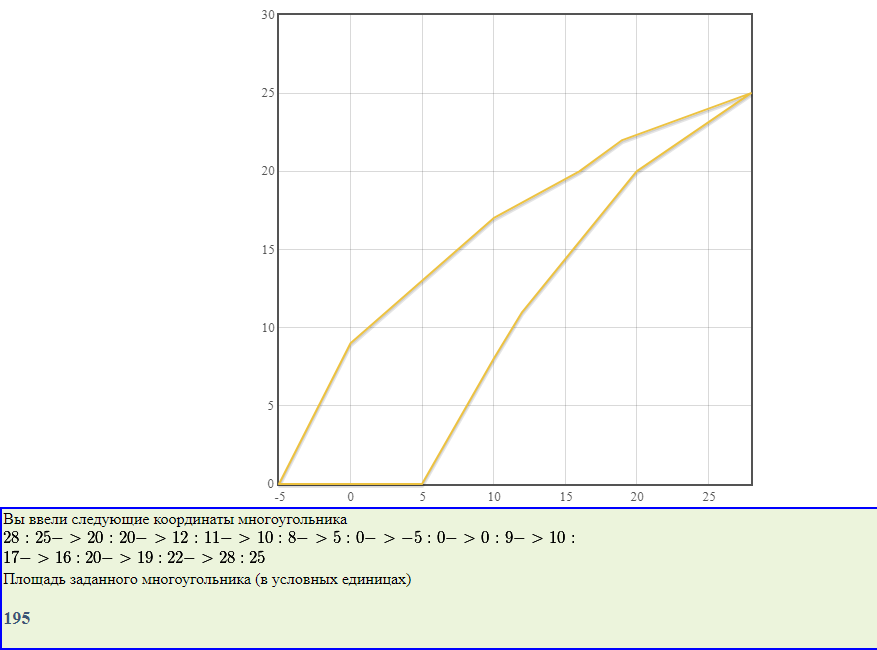 30
25
20
15
10
5
0
-5 0 5 10 15 20 25
Вы ввели следующие координаты многоугольника
28 : 25− > 20 : 20− > 12 : 11− > 10 : 8− > 5 : 0− > −5 : 0− > 0 : 9− > 10 :
17− > 16 : 20− > 19 : 22− > 28 : 25
Площадь заданного многоугольника (в условных единицах)
195